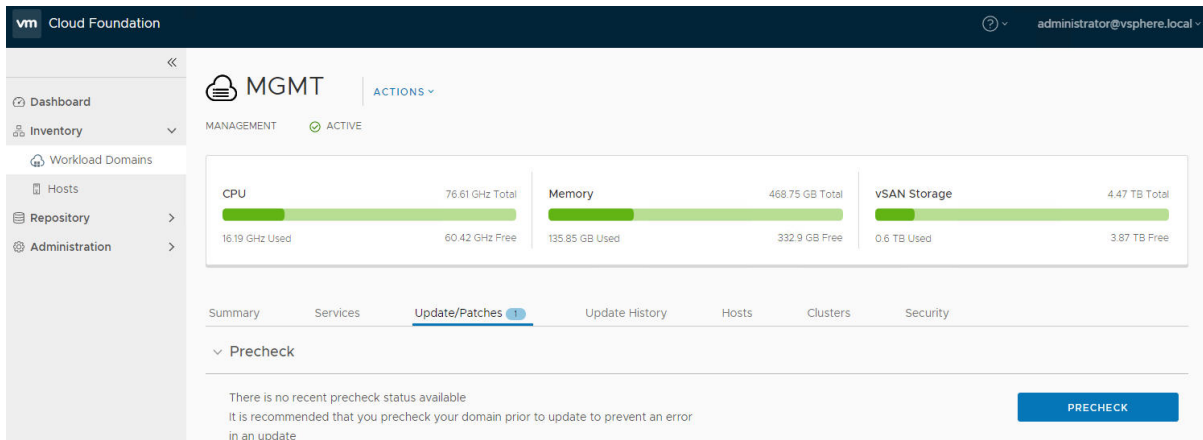 vm Cloud Foundation
administrator@vsphere.local
Dashboard
Inventory
Workload Domains
Hosts
Repository
Administration
MGMT
ACTIONS
MANAGEMENT ACTIVE
CPU 76.61 GHz Total
16.19 GHz Used 60.42 GHz Free
Memory 468.75 GB Total
135.85 GB Used 332.9 GB Free
vSAN Storage 4.47 TB Total
0.6 TB Used 3.87 TB Free
Summary Services Update/Patches 1 Update History Hosts Clusters Security
Precheck
There is no recent precheck status available
It is recommended that you precheck your domain prior to update to prevent an error
in an update
PRECHECK